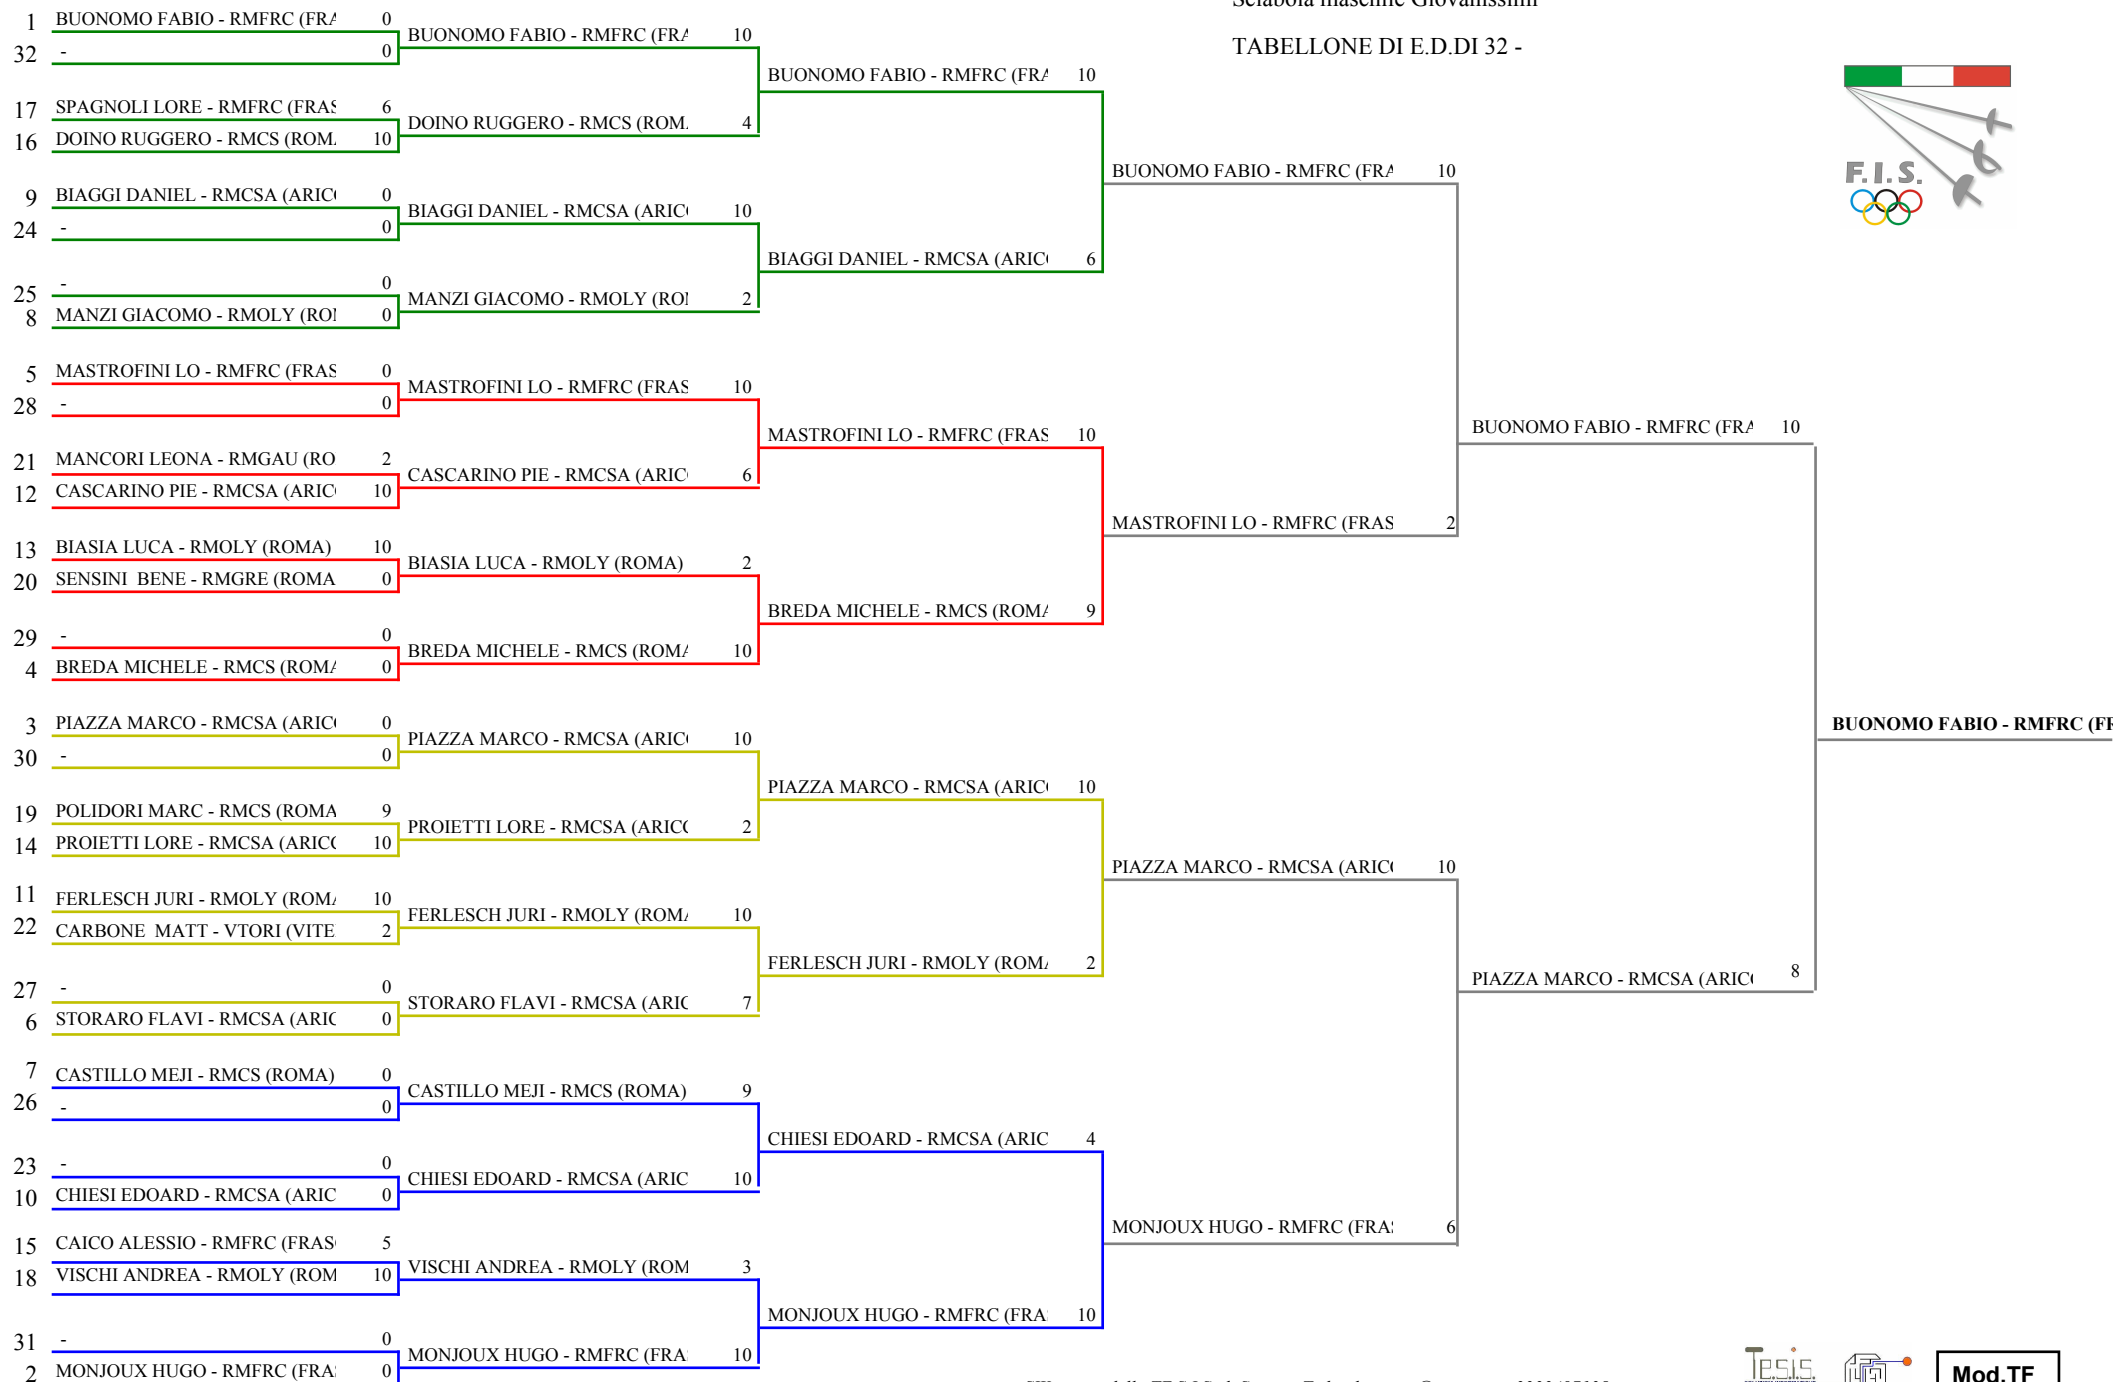 Sciabola maschile Giovanissimi
TABELLONE DI E.D.DI 32 -
F.I.S.
1 BUONOMO FABIO - RMFRC (FRA 0
32 - 0
17 SPAGNOLI LORE - RMFRC (FRAS 6
16 DOINO RUGGERO - RMCS (ROM. 10
9 BIAGGI DANIEL - RMCSA (ARIC 0
24 - 0
25 - 0
8 MANZI GIACOMO - RMOLY (RO 0
5 MASTROFINI LO - RMFRC (FRAS 0
28 - 0
21 MANCORI LEONA - RMGAU (RO 2
12 CASCARINO PIE - RMCSA (ARIC 10
13 BIASIA LUCA - RMOLY (ROMA) 10
20 SENSINI BENE - RMGRE (ROMA 0
29 - 0
4 BREDA MICHELE - RMCS (ROMA 0
3 PIAZZA MARCO - RMCSA (ARIC 0
30 - 0
19 POLIDORI MARC - RMCS (ROMA 9
14 PROIETTI LORE - RMCSA (ARIC 10
11 FERLESCH JURI - RMOLY (ROM 10
22 CARBONE MATT - VTORI (VITE 2
27 - 0
6 STORARO FLAVI - RMCSA (ARIC 0
7 CASTILLO MEJI - RMCS (ROMA) 0
26 - 0
23 - 0
10 CHIESI EDOARD - RMCSA (ARIC 0
15 CAICO ALESSIO - RMFRC (FRAS 5
18 VISCHI ANDREA - RMOLY (ROM 10
31 - 0
2 MONJOUX HUGO - RMFRC (FRA 0
BUONOMO FABIO - RMFRC (FRA 10
DOINO RUGGERO - RMCS (ROM. 4
BIAGGI DANIEL - RMCSA (ARIC 10
MANZI GIACOMO - RMOLY (RO 2
MASTROFINI LO - RMFRC (FRAS 10
CASCARINO PIE - RMCSA (ARIC 6
BIASIA LUCA - RMOLY (ROMA) 2
BREDA MICHELE - RMCS (ROMA 10
PIAZZA MARCO - RMCSA (ARIC 10
PROIETTI LORE - RMCSA (ARIC 2
FERLESCH JURI - RMOLY (ROM 10
STORARO FLAVI - RMCSA (ARIC 7
CASTILLO MEJI - RMCS (ROMA) 9
CHIESI EDOARD - RMCSA (ARIC 10
VISCHI ANDREA - RMOLY (ROM 3
MONJOUX HUGO - RMFRC (FRA 10
BUONOMO FABIO - RMFRC (FRA 10
BIAGGI DANIEL - RMCSA (ARIC 6
MASTROFINI LO - RMFRC (FRAS 10
BREDA MICHELE - RMCS (ROMA 9
PIAZZA MARCO - RMCSA (ARIC 10
FERLESCH JURI - RMOLY (ROM 2
CHIESI EDOARD - RMCSA (ARIC 4
MONJOUX HUGO - RMFRC (FRA 10
BUONOMO FABIO - RMFRC (FRA 10
MASTROFINI LO - RMFRC (FRAS 2
PIAZZA MARCO - RMCSA (ARIC 10
MONJOUX HUGO - RMFRC (FRA 6
BUONOMO FABIO - RMFRC (FRA 10
PIAZZA MARCO - RMCSA (ARIC 8
BUONOMO FABIO - RMFRC (FR
Te.s.i.s.
Mod.TF